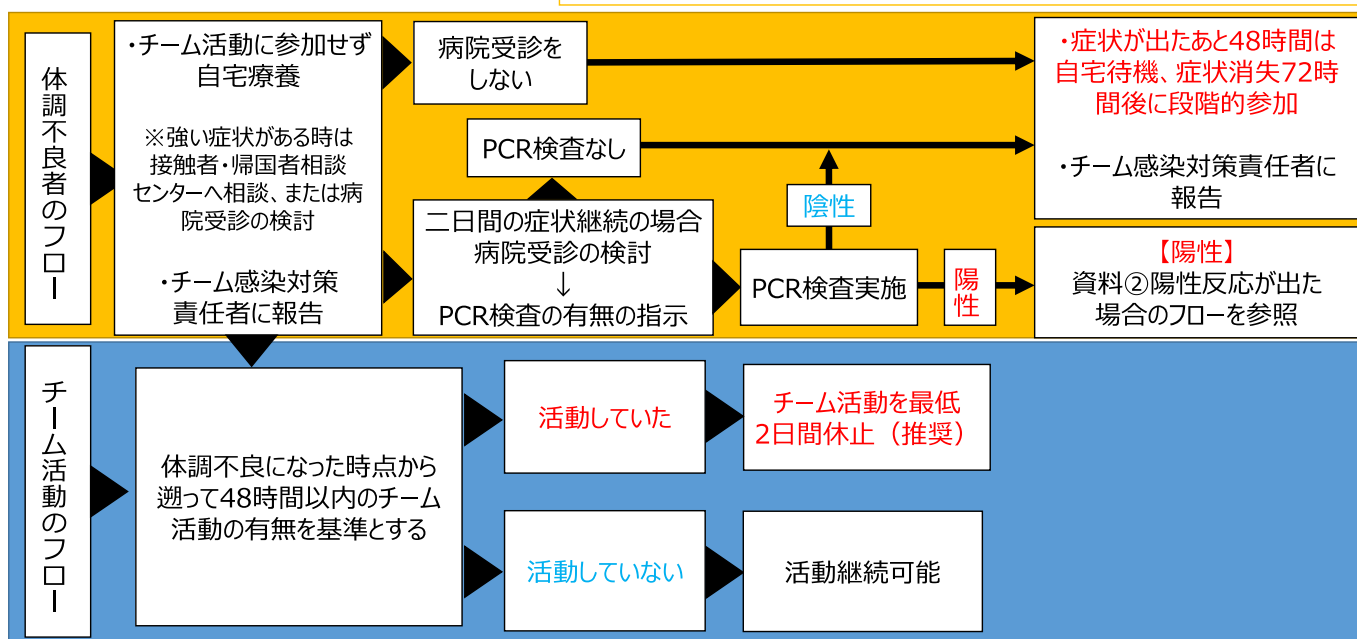 体調不良者のフロー
・チーム活動に参加せず
自宅療養
※強い症状がある時は
接触者・帰国者相談
センターへ相談、または病
院受診の検討
・チーム感染対策
責任者に報告
病院受診を
しない
PCR検査なし
二日間の症状継続の場合
病院受診の検討
↓
PCR検査の有無の指示
陰性
PCR検査実施
陽性
・症状が出たあと48時間は
自宅待機、症状消失72時
間後に段階的参加
・チーム感染対策責任者に
報告
【陽性】
資料②陽性反応が出た
場合のフローを参照
チーム活動のフロー
体調不良になった時点から
遡って48時間以内のチーム
活動の有無を基準とする
活動していた
チーム活動を最低
2日間休止（推奨）
活動していない
活動継続可能